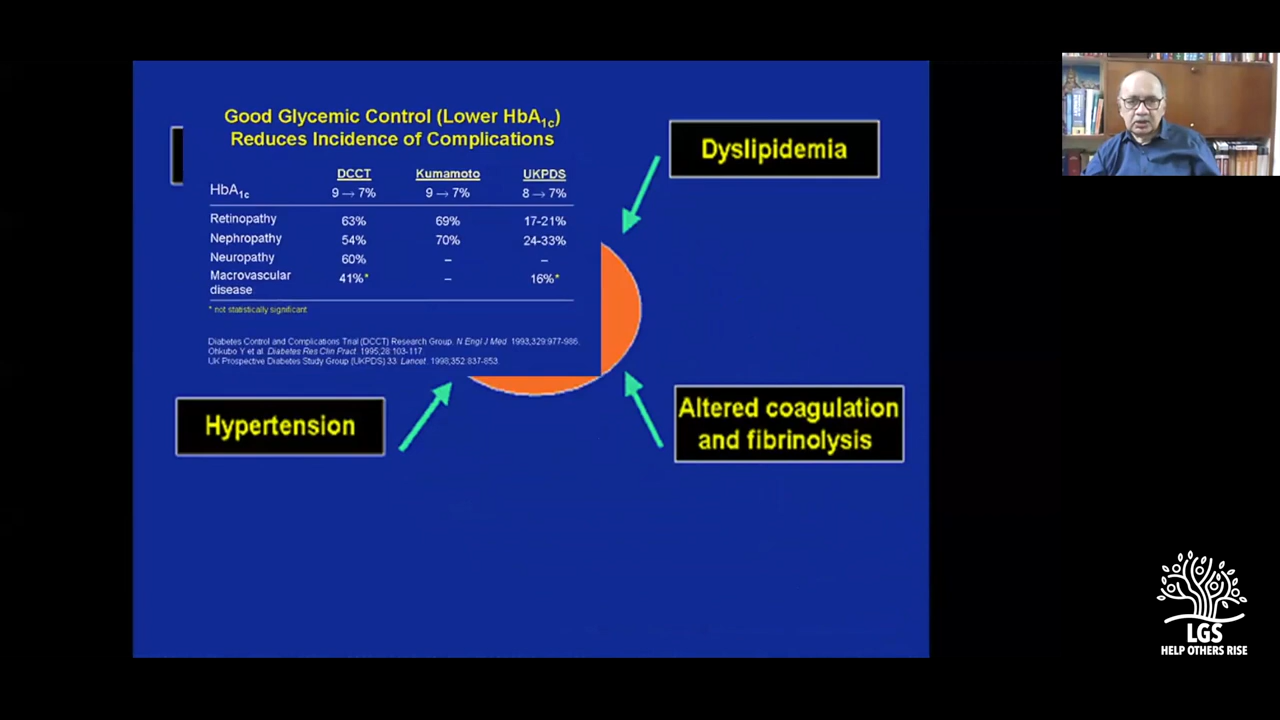 Good Glycemic Control (Lower HbA1c)
Reduces Incidence of Complications
DCCT Kumamoto UKPDS
HbA1c 9 → 7% 9 → 7% 8 → 7%
Retinopathy 63% 69% 17-21%
Nephropathy 54% 70% 24-33%
Neuropathy 60% – –
Macrovascular 41%* – 16%*
disease
* not statistically significant
Diabetes Control and Complications Trial (DCCT) Research Group. N Engl J Med. 1993;329:977-986.
Ohkubo Y et al. Diabetes Res Clin Pract. 1995;28:103-117.
UK Prospective Diabetes Study Group (UKPDS) 33. Lancet. 1998;352:837-853.
Dyslipidemia
Hypertension
Altered coagulation
and fibrinolysis
LGS
HELP OTHERS RISE